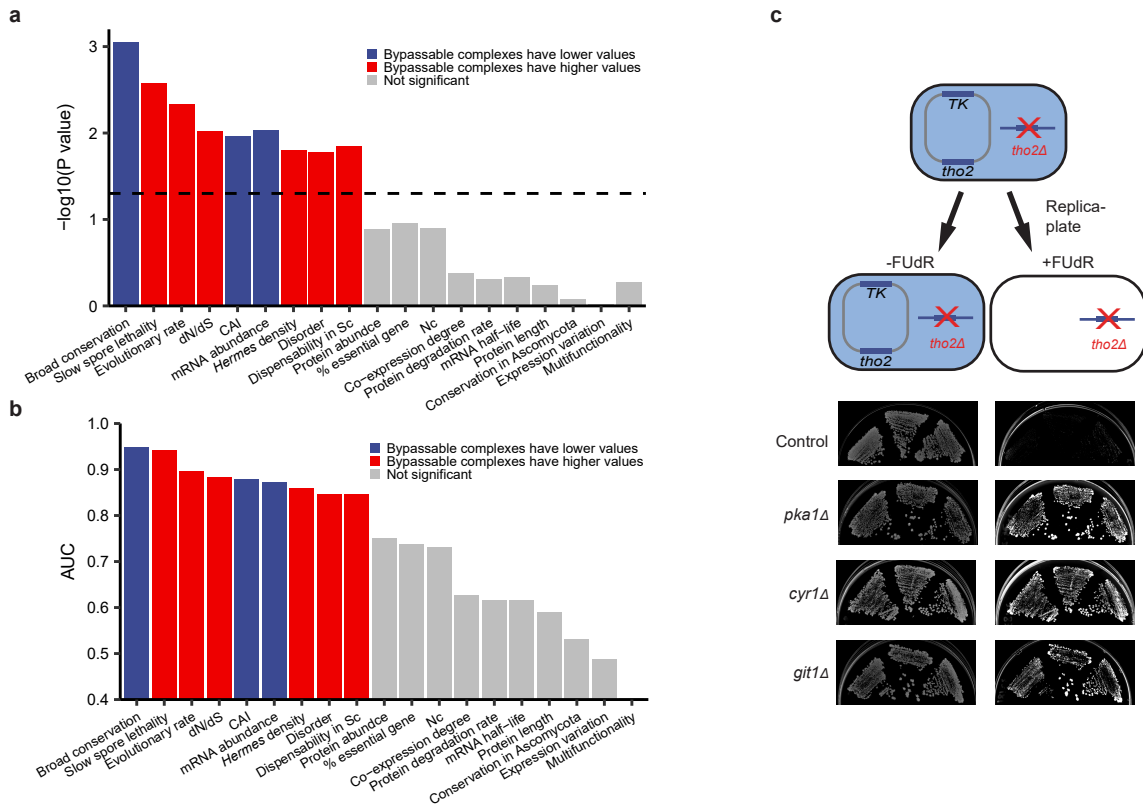 a
3
2
1
0
−log10(P value)
Bypassable complexes have lower values
Bypassable complexes have higher values
Not significant
Broad conservation
Slow spore lethality
Evolutionary rate
dN/dS
CAI
mRNA abundance
Hermes density
Disorder
Dispensability in Sc
Protein abundce
% essential gene
Nc
Co−expression degree
Protein degradation rate
mRNA half−life
Protein length
Conservation in Ascomycota
Expression variation
Multifunctionality
b
1.0
0.9
0.8
0.7
0.6
0.5
0.4
AUC
Bypassable complexes have lower values
Bypassable complexes have higher values
Not significant
Broad conservation
Slow spore lethality
Evolutionary rate
dN/dS
CAI
mRNA abundance
Hermes density
Disorder
Dispensability in Sc
Protein abundce
% essential gene
Nc
Co−expression degree
Protein degradation rate
mRNA half−life
Protein length
Conservation in Ascomycota
Expression variation
Multifunctionality
c
TK
tho2
tho2Δ
Replica-
plate
-FUdR
+FUdR
TK
tho2
tho2Δ
tho2Δ
Control
pka1Δ
cyr1Δ
git1Δ